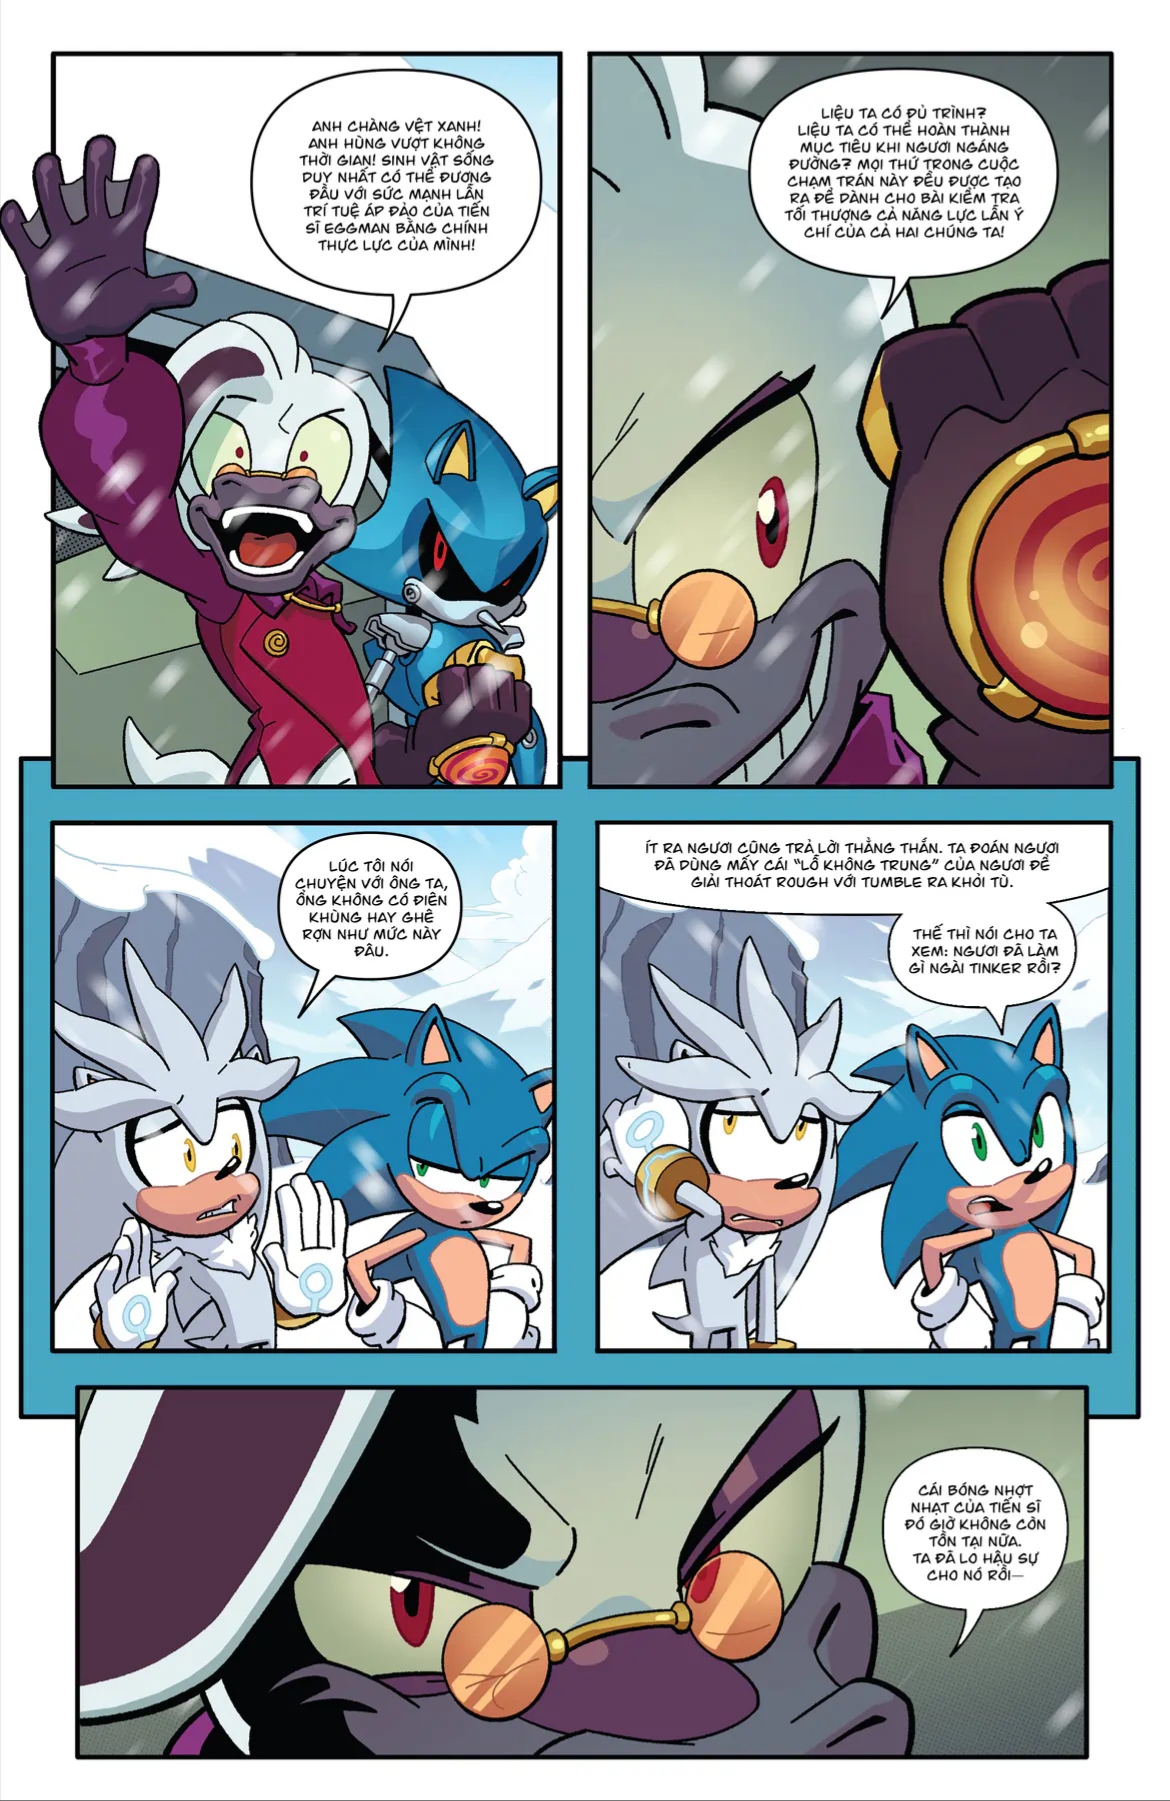 ANH CHÀNG VỆT XANH!
ANH HÙNG VƯỢT KHÔNG
THỜI GIAN! SINH VẬT SỐNG
DUY NHẤT CÓ THỂ ĐƯƠNG
ĐẦU VỚI SỨC MẠNH LẪN
TRÍ TUỆ ÁP ĐẢO CỦA TIẾN
SĨ EGGMAN BẰNG CHÍNH
THỰC LỰC CỦA MÌNH!
LIỆU TA CÓ ĐỦ TRÌNH?
LIỆU TA CÓ THỂ HOÀN THÀNH
MỤC TIÊU KHI NGƯƠI NGÁNG
ĐƯỜNG? MỌI THỨ TRONG CUỘC
CHẠM TRÁN NÀY ĐỀU ĐƯỢC TẠO
RA ĐỂ DÀNH CHO BÀI KIỂM TRA
TỐI THƯỢNG CẢ NĂNG LỰC LẪN Ý
CHÍ CỦA CẢ HAI CHÚNG TA!
LÚC TÔI NÓI
CHUYỆN VỚI ÔNG TA,
ỔNG KHÔNG CÓ ĐIÊN
KHÙNG HAY GHÊ
RỢN NHƯ MỨC NÀY
ĐÂU.
ÍT RA NGƯƠI CŨNG TRẢ LỜI THẲNG THẮN. TA ĐOÁN NGƯƠI
ĐÃ DÙNG MẤY CÁI “LỖ KHÔNG TRUNG” CỦA NGƯƠI ĐỂ
GIẢI THOÁT ROUGH VỚI TUMBLE RA KHỎI TÙ.
THẾ THÌ NÓI CHO TA
XEM: NGƯƠI ĐÃ LÀM
GÌ NGÀI TINKER RỒI?
CÁI BÓNG NHỢT
NHẠT CỦA TIẾN SĨ
ĐÓ GIỜ KHÔNG CÒN
TỒN TẠI NỮA.
TA ĐÃ LO HẬU SỰ
CHO NÓ RỒI—